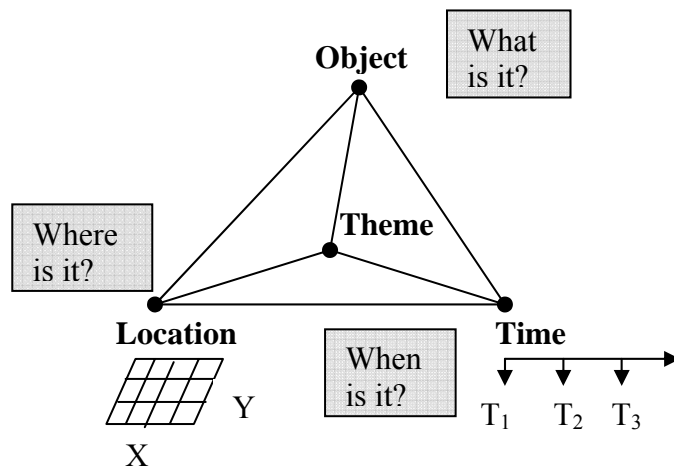 What
is it?
Object
Where
is it?
Theme
Location
Time
When
is it?
Y
X
T₁ T₂ T₃